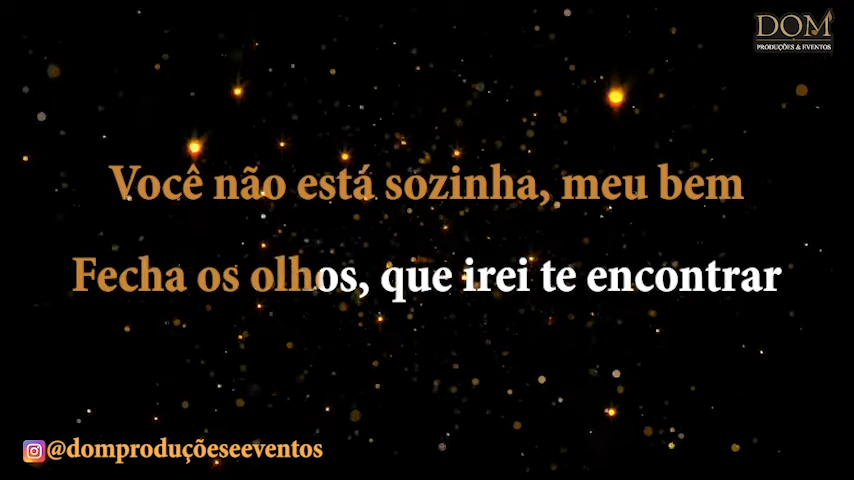 DOM
PRODUÇÕES & EVENTOS
Você não está sozinha, meu bem
Fecha os olhos, que irei te encontrar
@domproduçõeseeventos